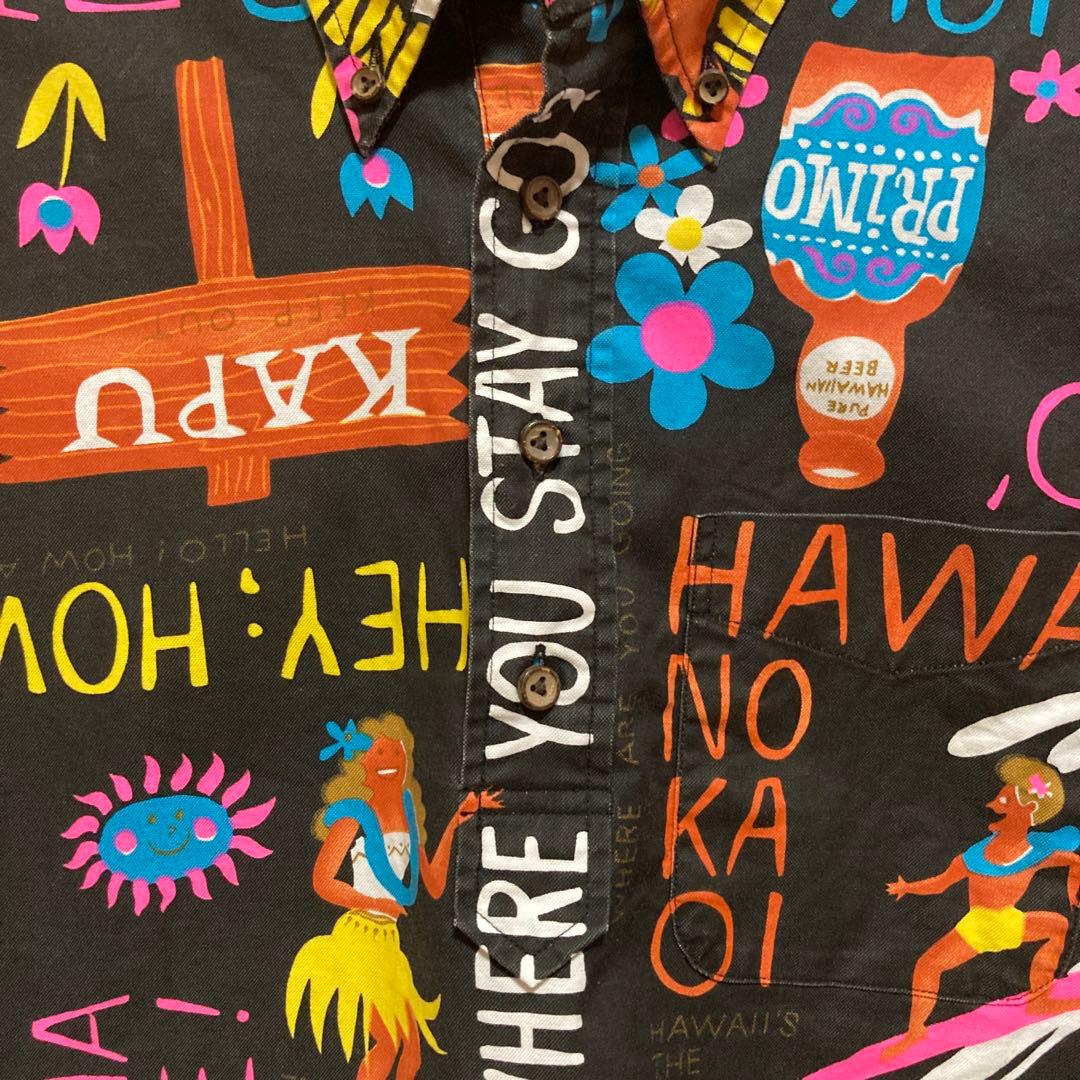 PRiMO
PURE
HAWAIIAN
BEER
KEEP OUT
KAPU
HELLO! HOW
HEY: HOW
WHERE YOU STAY GO
WHERE ARE YOU GOING
HAWA
NO
KA
OI
HAWAII'S
THE